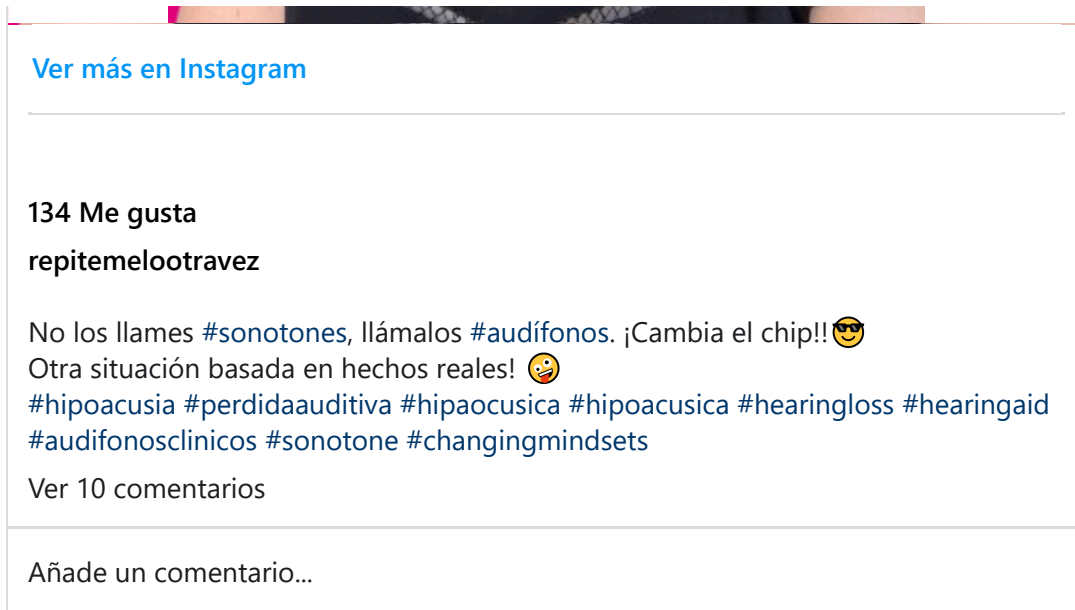 Ver más en Instagram
134 Me gusta
repitemelootravez
No los llames #sonotones, llámalos #audífonos. ¡Cambia el chip!!😎
Otra situación basada en hechos reales! 🤪
#hipoacusia #perdidaauditiva #hipaocusica #hipoacusica #hearingloss #hearingaid
#audifonosclinicos #sonotone #changingmindsets
Ver 10 comentarios
Añade un comentario...